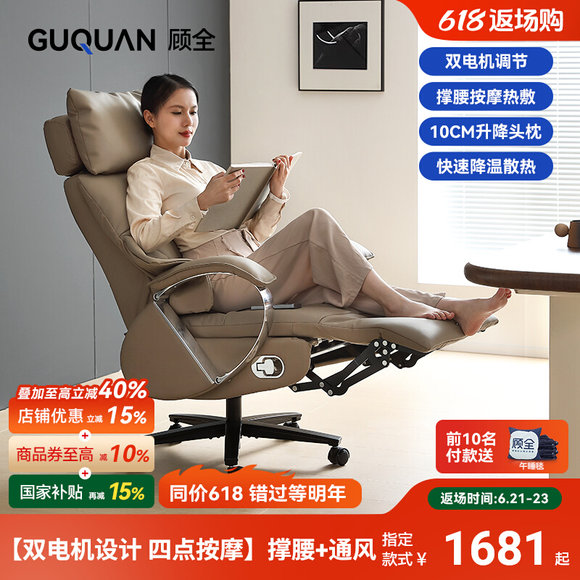 GUQUAN 顾全
618 返场购
双电机调节
撑腰按摩热敷
10CM升降头枕
快速降温散热
叠加至高立减40%
店铺优惠 立减 15%
+
商品券至高 减 10%
+
国家补贴 再减 15%
同价618 错过等明年
前10名
付款送
顾全
午睡毯
返场时间:6.21-23
【双电机设计 四点按摩】撑腰+通风
指定
款式¥ 1681 起